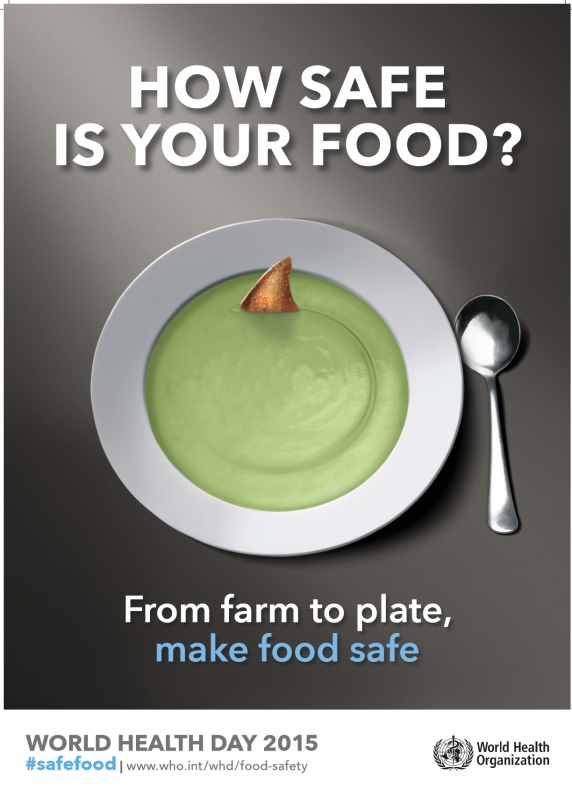 HOW SAFE
IS YOUR FOOD?
From farm to plate,
make food safe
WORLD HEALTH DAY 2015
#safefood | www.who.int/whd/food-safety
World Health
Organization